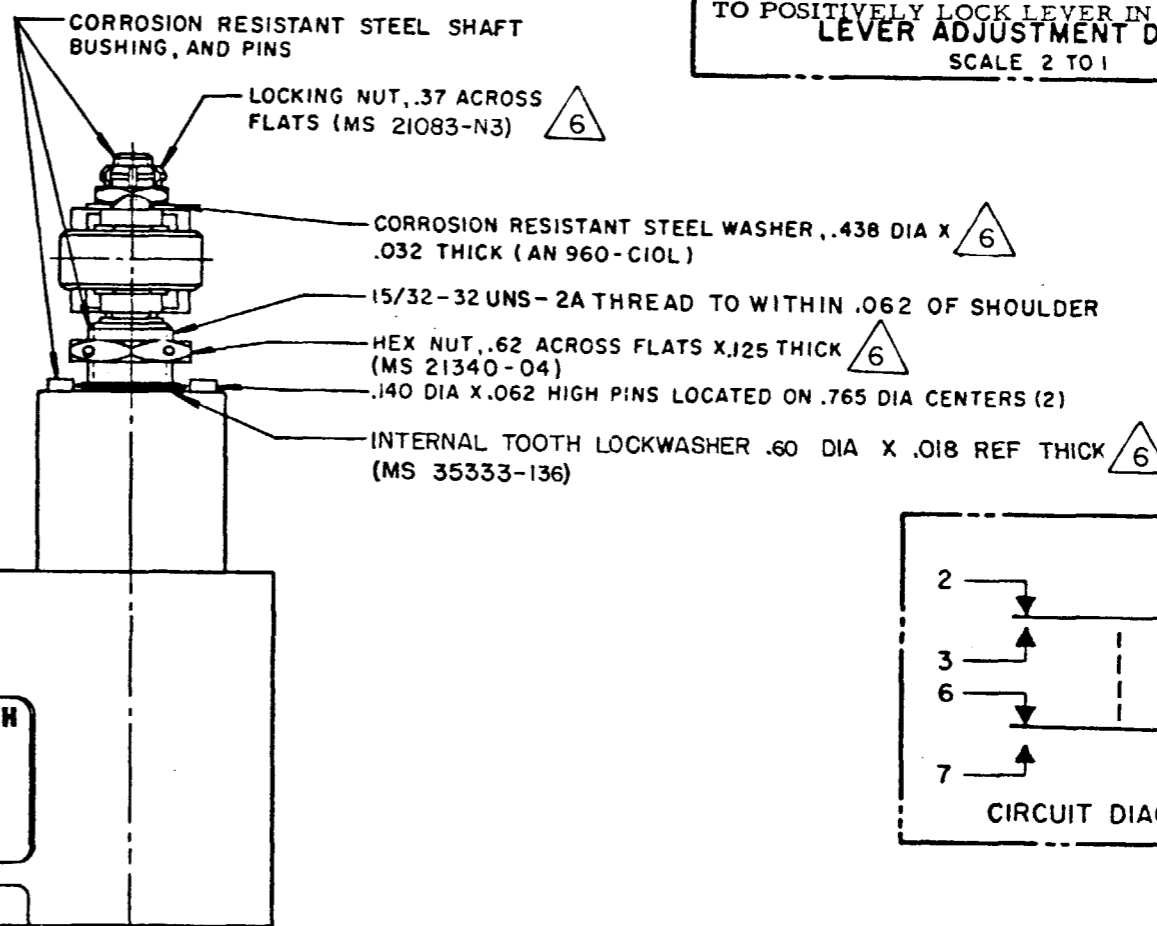 CORROSION RESISTANT STEEL SHAFT
BUSHING, AND PINS
TO POSITIVELY LOCK LEVER IN
LEVER ADJUSTMENT D
SCALE 2 TO 1
LOCKING NUT,.37 ACROSS
FLATS (MS 21083-N3) 6
CORROSION RESISTANT STEEL WASHER,.438 DIA X 6
.032 THICK (AN 960-C10L)
15/32-32 UNS-2A THREAD TO WITHIN .062 OF SHOULDER
HEX NUT,.62 ACROSS FLATS X.125 THICK 6
(MS 21340-04)
.140 DIA X.062 HIGH PINS LOCATED ON .765 DIA CENTERS (2)
INTERNAL TOOTH LOCKWASHER .60 DIA X .018 REF THICK 6
(MS 35333-136)
2
3
6
7
CIRCUIT DIA
H